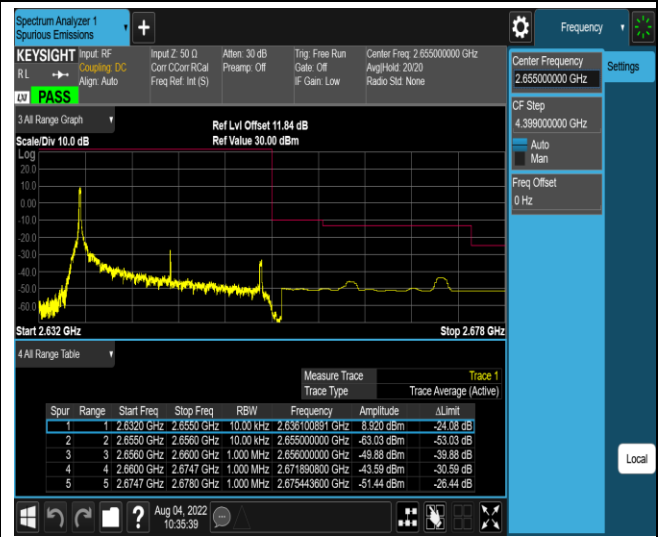 Spectrum Analyzer 1
Spurious Emissions
+
Frequency
KEYSIGHT Input: RF Input Z: 50 Ω Atten: 30 dB Trig: Free Run Center Freq: 2.655000000 GHz
RL Coupling: DC Corr CCorr RCal Preamp: Off Gate: Off Avg|Hold: 20/20
Align: Auto Freq Ref: Int (S) IF Gain: Low Radio Std: None
LXI PASS
3 All Range Graph
Ref Lvl Offset 11.84 dB
Scale/Div 10.0 dB Ref Value 30.00 dBm
Log
20.0
10.0
0.00
-10.0
-20.0
-30.0
-40.0
-50.0
-60.0
Start 2.632 GHz Stop 2.678 GHz
4 All Range Table
Measure Trace Trace 1
Trace Type Trace Average (Active)
Spur Range Start Freq Stop Freq RBW Frequency Amplitude ΔLimit
1 1 2.6320 GHz 2.6550 GHz 10.00 kHz 2.636100891 GHz 8.920 dBm -24.08 dB
2 2 2.6550 GHz 2.6560 GHz 10.00 kHz 2.655000000 GHz -63.03 dBm -53.03 dB
3 3 2.6560 GHz 2.6600 GHz 1.000 MHz 2.656000000 GHz -49.88 dBm -39.88 dB
4 4 2.6600 GHz 2.6747 GHz 1.000 MHz 2.671890800 GHz -43.59 dBm -30.59 dB
5 5 2.6747 GHz 2.6780 GHz 1.000 MHz 2.675443600 GHz -51.44 dBm -26.44 dB
Center Frequency
2.655000000 GHz
Settings
CF Step
4.399000000 GHz
Auto
Man
Freq Offset
0 Hz
Local
? Aug 04, 2022
10:35:39